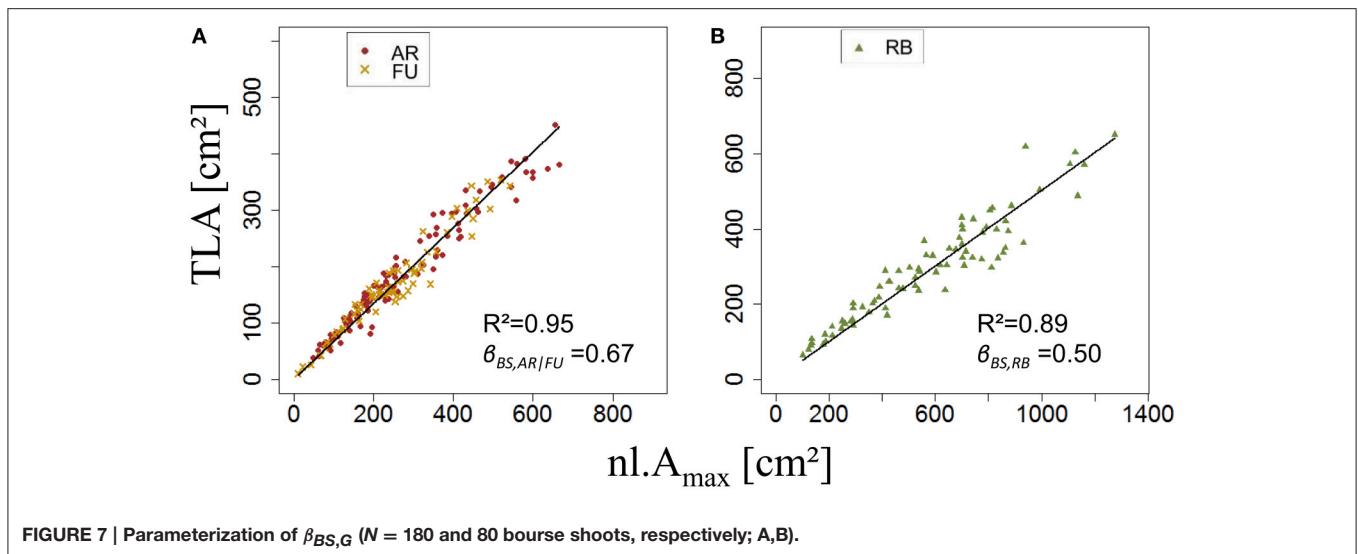 A
AR
FU
TLA [cm²]
500
300
100
0
R²=0.95
βBS,AR|FU =0.67
0 200 400 600 800
B
RB
800
600
400
200
0
R²=0.89
βBS,RB =0.50
0 200 600 1000 1400
nl.Amax [cm²]
FIGURE 7 | Parameterization of βBS,G (N = 180 and 80 bourse shoots, respectively; A,B).